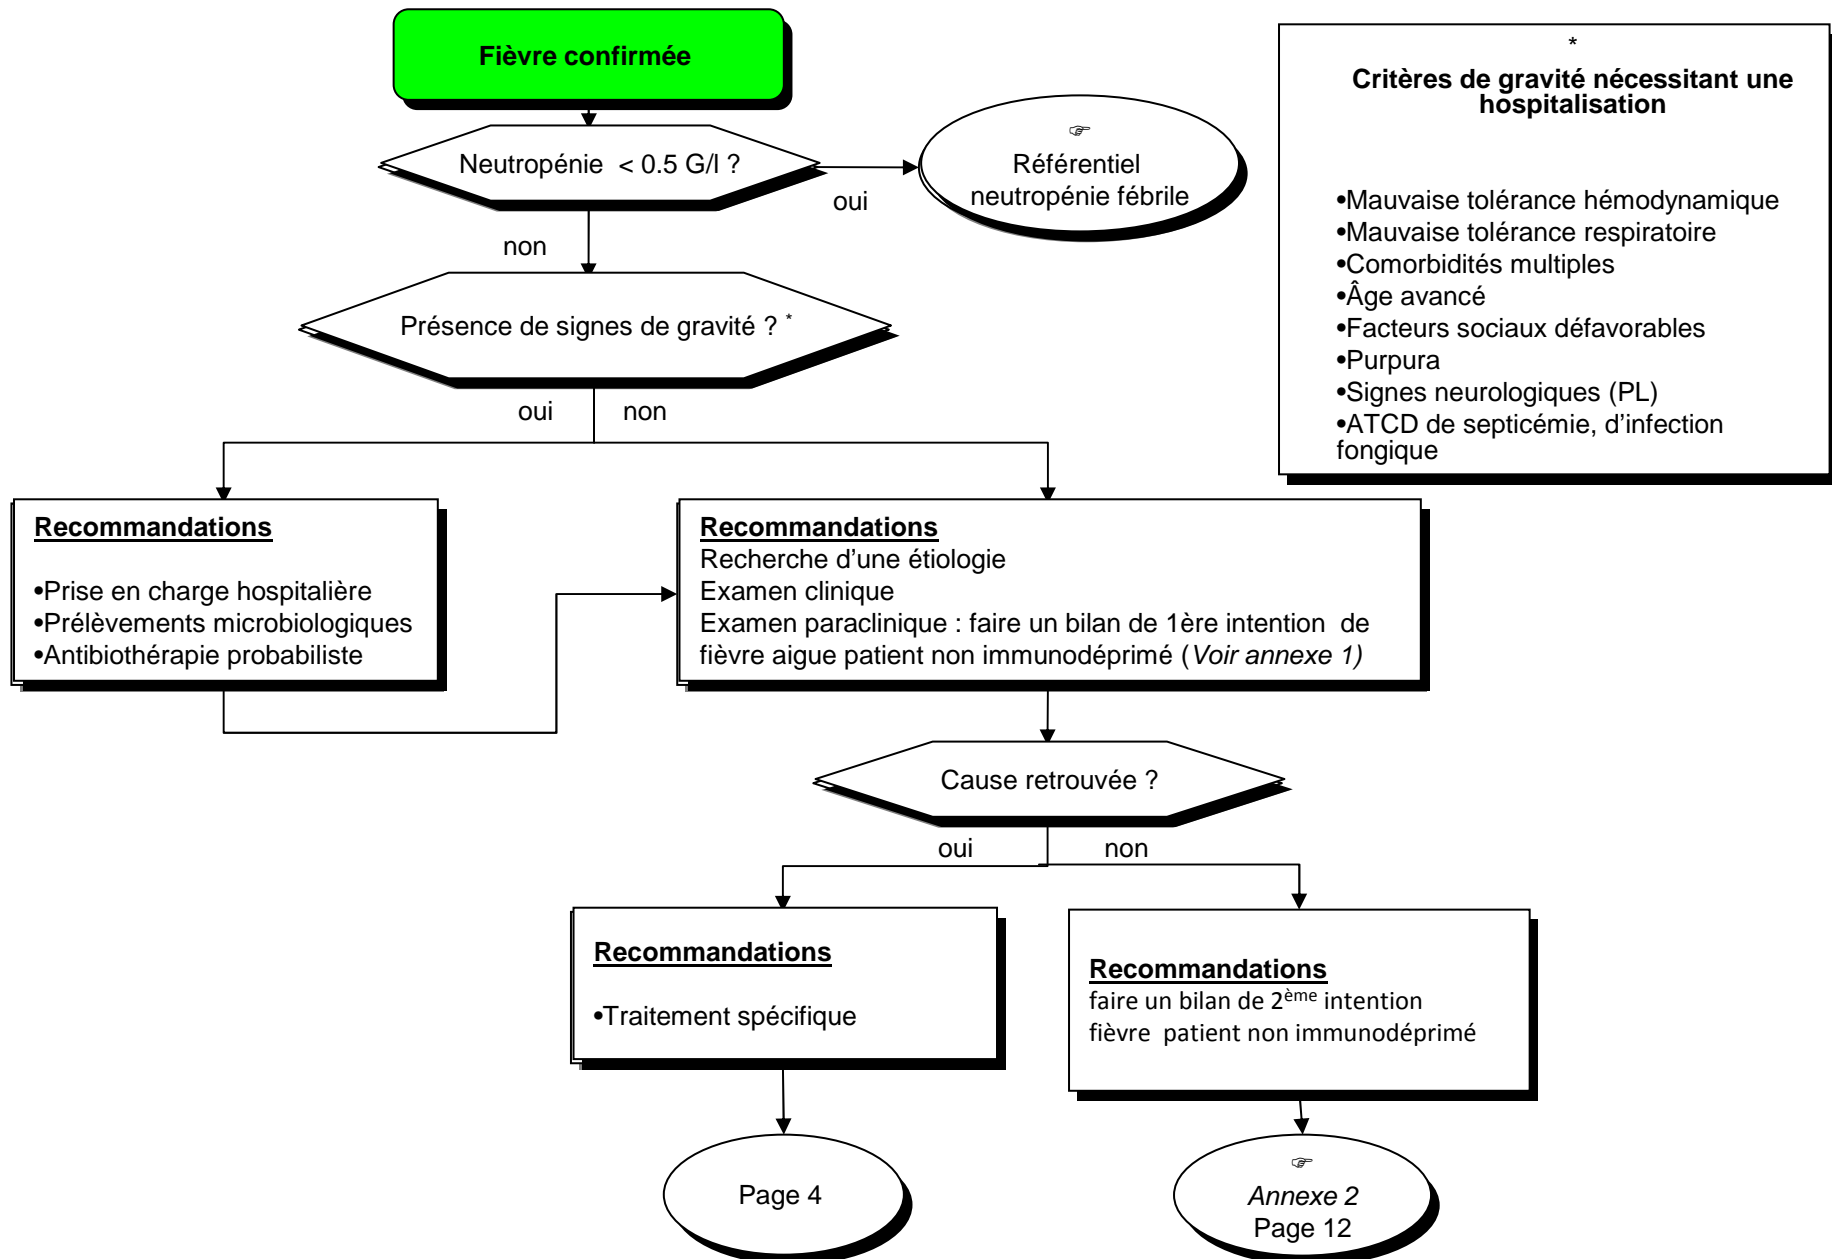 Fièvre confirmée
Neutropénie < 0.5 G/l ?
oui
☞
Référentiel
neutropénie fébrile
non
Présence de signes de gravité ? *
oui
non
*
Critères de gravité nécessitant une
hospitalisation
•Mauvaise tolérance hémodynamique
•Mauvaise tolérance respiratoire
•Comorbidités multiples
•Âge avancé
•Facteurs sociaux défavorables
•Purpura
•Signes neurologiques (PL)
•ATCD de septicémie, d’infection
fongique
Recommandations
•Prise en charge hospitalière
•Prélèvements microbiologiques
•Antibiothérapie probabiliste
Recommandations
Recherche d’une étiologie
Examen clinique
Examen paraclinique : faire un bilan de 1ère intention de
fièvre aigue patient non immunodéprimé (Voir annexe 1)
Cause retrouvée ?
oui
non
Recommandations
•Traitement spécifique
Recommandations
faire un bilan de 2ème intention
fièvre patient non immunodéprimé
Page 4
☞
Annexe 2
Page 12